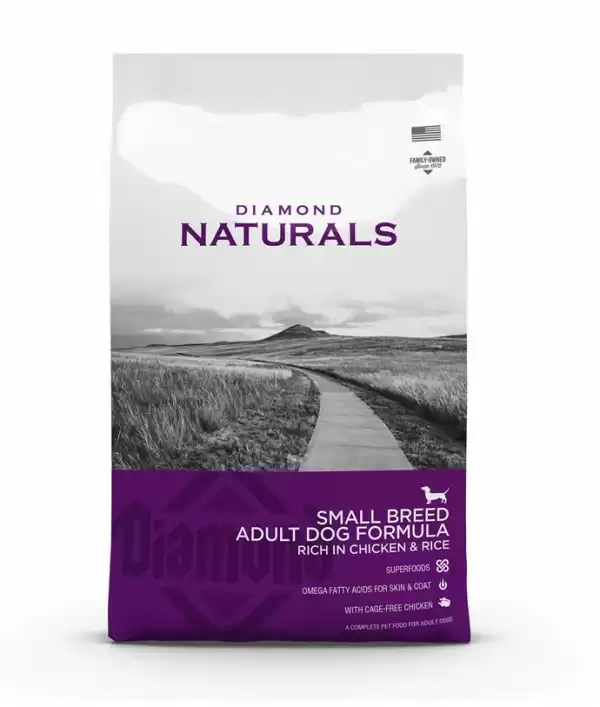 FAMILY-OWNED
Since 1970
DIAMOND
NATURALS
Diamond
SMALL BREED
ADULT DOG FORMULA
RICH IN CHICKEN & RICE
SUPERFOODS
OMEGA FATTY ACIDS FOR SKIN & COAT
WITH CAGE-FREE CHICKEN
A COMPLETE PET FOOD FOR ADULT DOGS